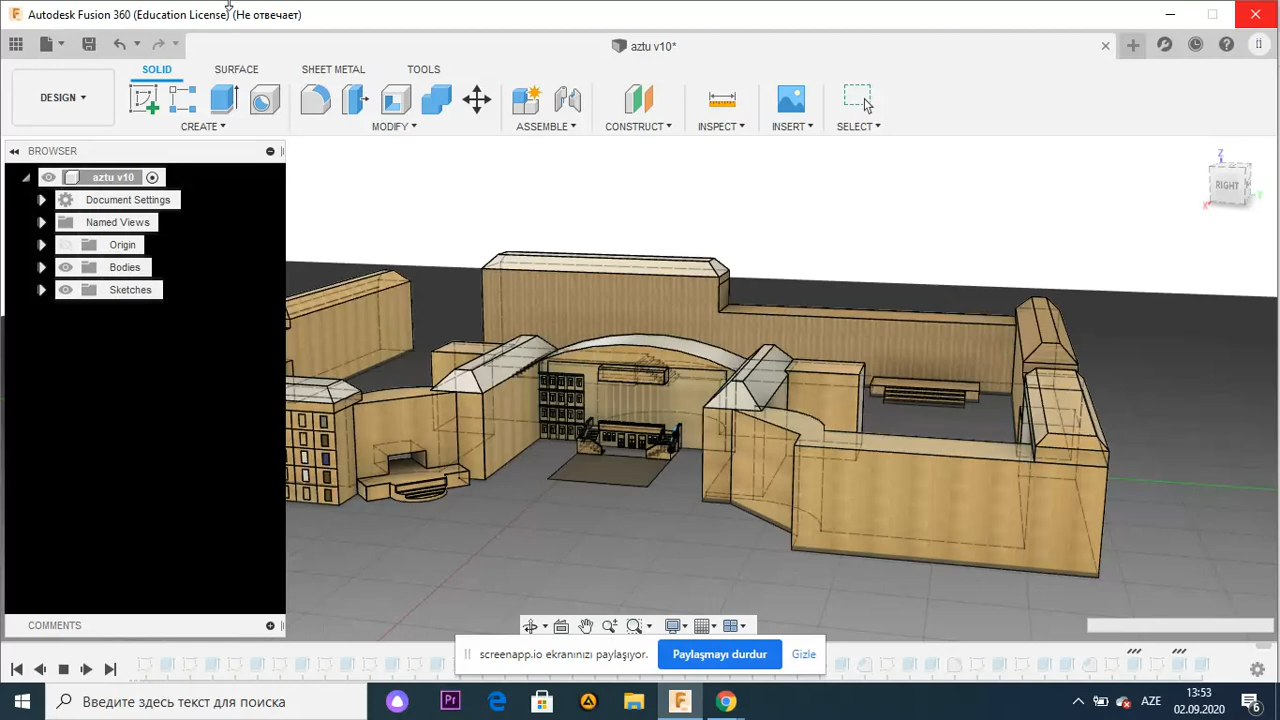 Autodesk Fusion 360 (Education License) (Не отвечает)
aztu v10*
SOLID SURFACE SHEET METAL TOOLS
DESIGN
CREATE MODIFY ASSEMBLE CONSTRUCT INSPECT INSERT SELECT
BROWSER
aztu v10
Document Settings
Named Views
Origin
Bodies
Sketches
Z
RIGHT
X
Y
COMMENTS
screenapp.io ekranınızı paylaşıyor. Paylaşmayı durdur Gizle
Введите здесь текст для поиска
Pr
AZE
13:53
02.09.2020
6